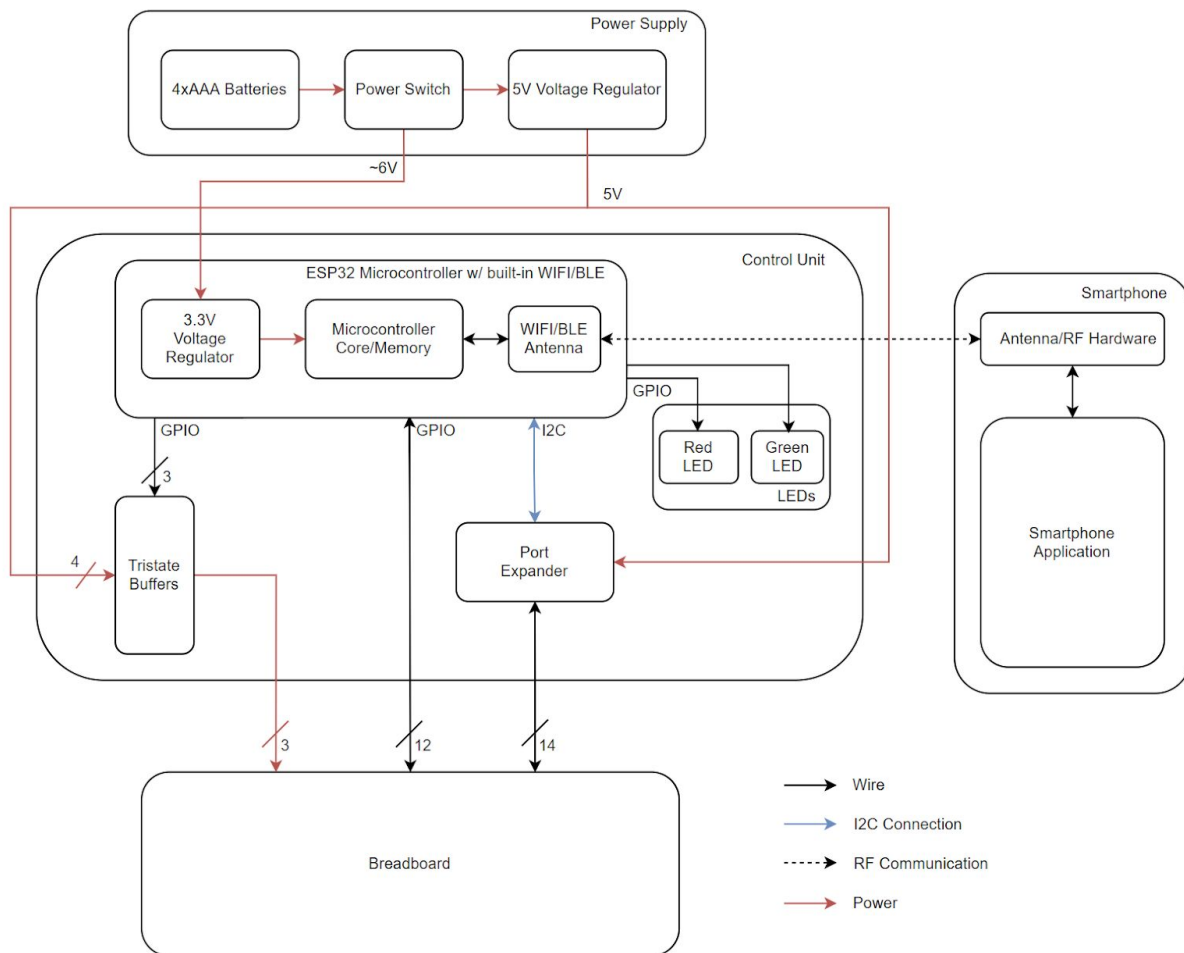 Power Supply
4xAAA Batteries
Power Switch
5V Voltage Regulator
~6V
5V
Control Unit
ESP32 Microcontroller w/ built-in WIFI/BLE
3.3V
Voltage
Regulator
Microcontroller
Core/Memory
WIFI/BLE
Antenna
Smartphone
Antenna/RF Hardware
GPIO
GPIO
GPIO
I2C
Red
LED
Green
LED
LEDs
3
4
Tristate
Buffers
Port
Expander
Smartphone
Application
3
12
14
Breadboard
Wire
I2C Connection
RF Communication
Power